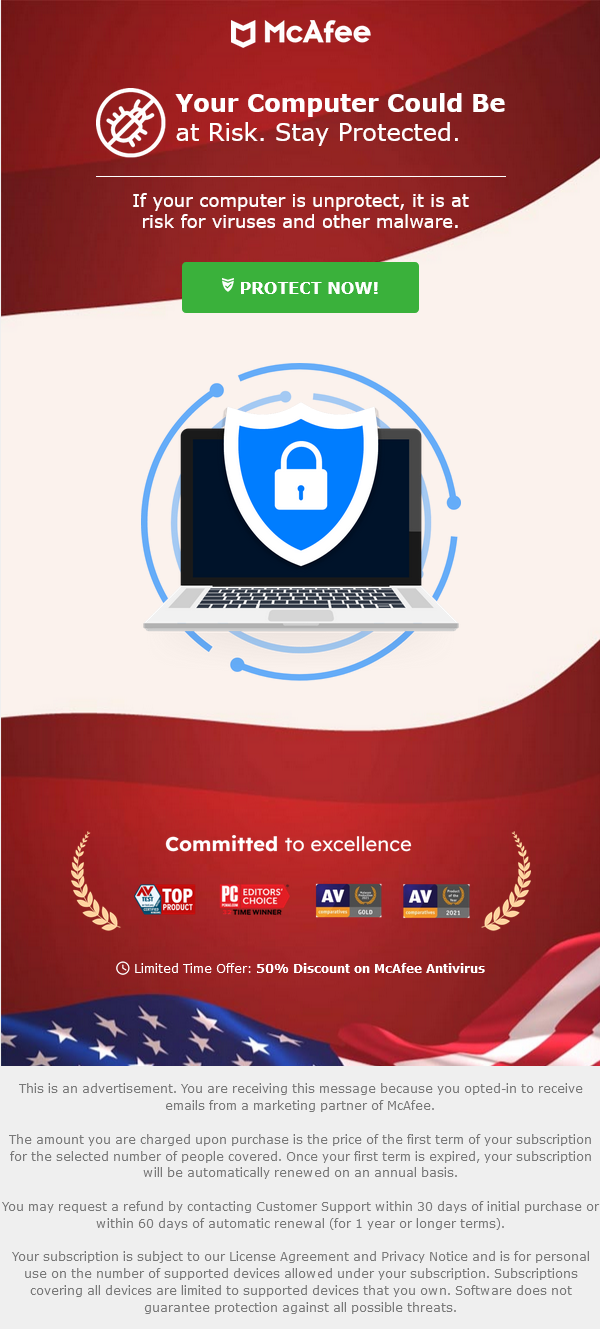 McAfee
Your Computer Could Be
at Risk. Stay Protected.
If your computer is unprotect, it is at
risk for viruses and other malware.
PROTECT NOW!
Committed to excellence
AV TEST TOP PRODUCT
PC EDITORS' CHOICE
TIME WINNER
AV comparatives GOLD
AV comparatives Product of the Year 2021
Limited Time Offer: 50% Discount on McAfee Antivirus
This is an advertisement. You are receiving this message because you opted-in to receive
emails from a marketing partner of McAfee.
The amount you are charged upon purchase is the price of the first term of your subscription
for the selected number of people covered. Once your first term is expired, your subscription
will be automatically renewed on an annual basis.
You may request a refund by contacting Customer Support within 30 days of initial purchase or
within 60 days of automatic renewal (for 1 year or longer terms).
Your subscription is subject to our License Agreement and Privacy Notice and is for personal
use on the number of supported devices allowed under your subscription. Subscriptions
covering all devices are limited to supported devices that you own. Software does not
guarantee protection against all possible threats.